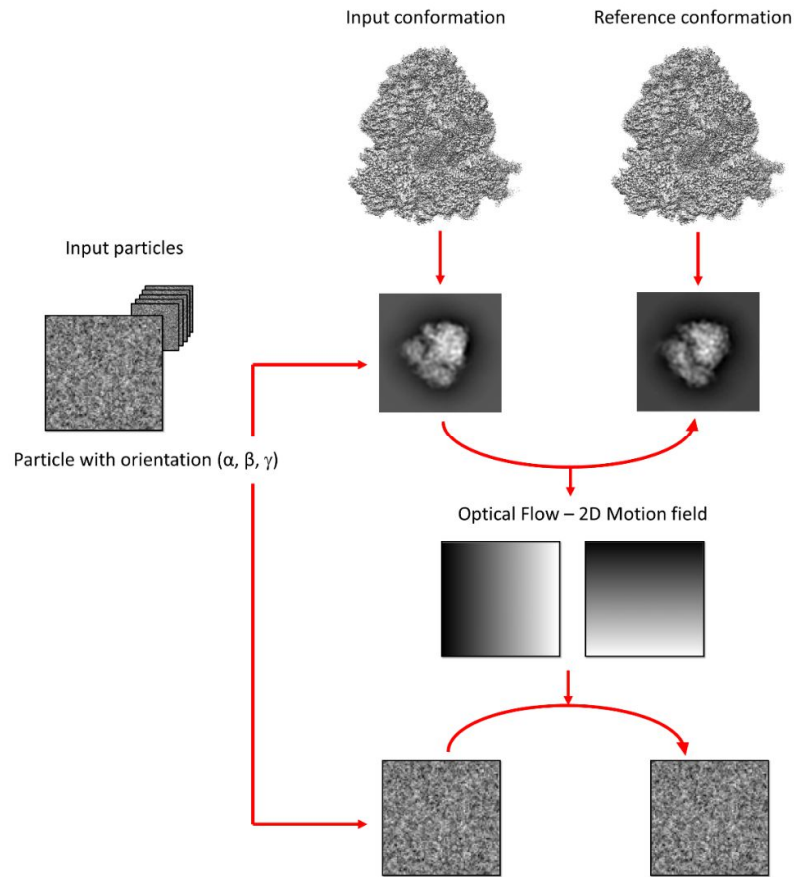 Input conformation
Reference conformation
Input particles
Particle with orientation (α, β, γ)
Optical Flow – 2D Motion field